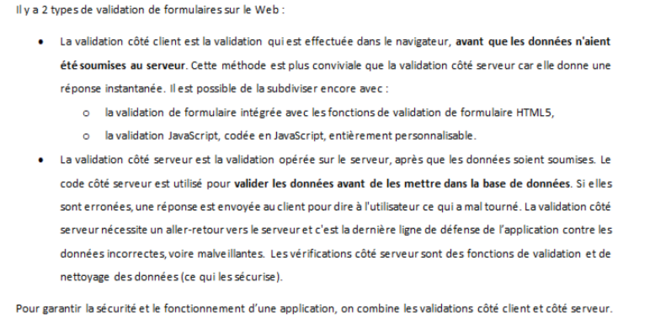 Il y a 2 types de validation de formulaires sur le Web :
• La validation côté client est la validation qui est effectuée dans le navigateur, avant que les données n'aient
été soumises au serveur. Cette méthode est plus conviviale que la validation côté serveur car elle donne une
réponse instantanée. Il est possible de la subdiviser encore avec :
o la validation de formulaire intégrée avec les fonctions de validation de formulaire HTML5,
o la validation JavaScript, codée en JavaScript, entièrement personnalisable.
• La validation côté serveur est la validation opérée sur le serveur, après que les données soient soumises. Le
code côté serveur est utilisé pour valider les données avant de les mettre dans la base de données. Si elles
sont erronées, une réponse est envoyée au client pour dire à l'utilisateur ce qui a mal tourné. La validation côté
serveur nécessite un aller-retour vers le serveur et c'est la dernière ligne de défense de l'application contre les
données incorrectes, voire malveillantes. Les vérifications côté serveur sont des fonctions de validation et de
nettoyage des données (ce qui les sécurise).
Pour garantir la sécurité et le fonctionnement d'une application, on combine les validations côté client et côté serveur.